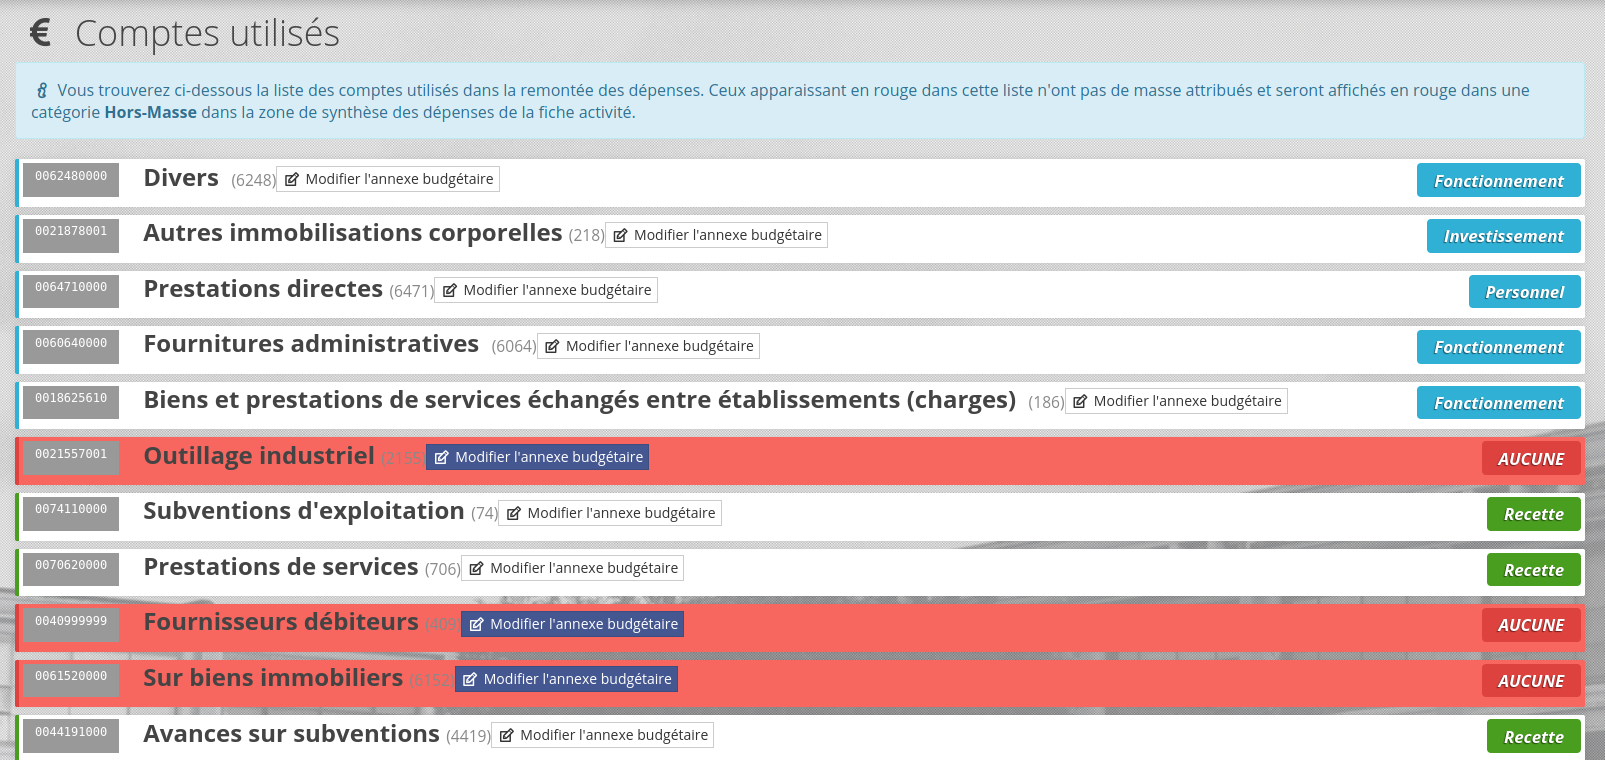 € Comptes utilisés
Vous trouverez ci-dessous la liste des comptes utilisés dans la remontée des dépenses. Ceux apparaissant en rouge dans cette liste n'ont pas de masse attribués et seront affichés en rouge dans une
catégorie Hors-Masse dans la zone de synthèse des dépenses de la fiche activité.
0062480000 Divers (6248) Modifier l'annexe budgétaire Fonctionnement
0021878001 Autres immobilisations corporelles (218) Modifier l'annexe budgétaire Investissement
0064710000 Prestations directes (6471) Modifier l'annexe budgétaire Personnel
0060640000 Fournitures administratives (6064) Modifier l'annexe budgétaire Fonctionnement
0018625610 Biens et prestations de services échangés entre établissements (charges) (186) Modifier l'annexe budgétaire Fonctionnement
0021557001 Outillage industriel (2155) Modifier l'annexe budgétaire AUCUNE
0074110000 Subventions d'exploitation (74) Modifier l'annexe budgétaire Recette
0070620000 Prestations de services (706) Modifier l'annexe budgétaire Recette
0040999999 Fournisseurs débiteurs (409) Modifier l'annexe budgétaire AUCUNE
0061520000 Sur biens immobiliers (6152) Modifier l'annexe budgétaire AUCUNE
0044191000 Avances sur subventions (4419) Modifier l'annexe budgétaire Recette